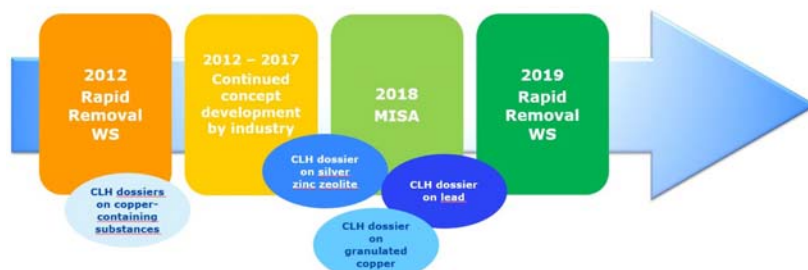 2012
Rapid
Removal
WS
2012 – 2017
Continued
concept
development
by industry
2018
MISA
2019
Rapid
Removal
WS
CLH dossiers
on copper-
containing
substances
CLH dossier
on silver
zinc zeolite
CLH dossier
on lead
CLH dossier
on
granulated
copper